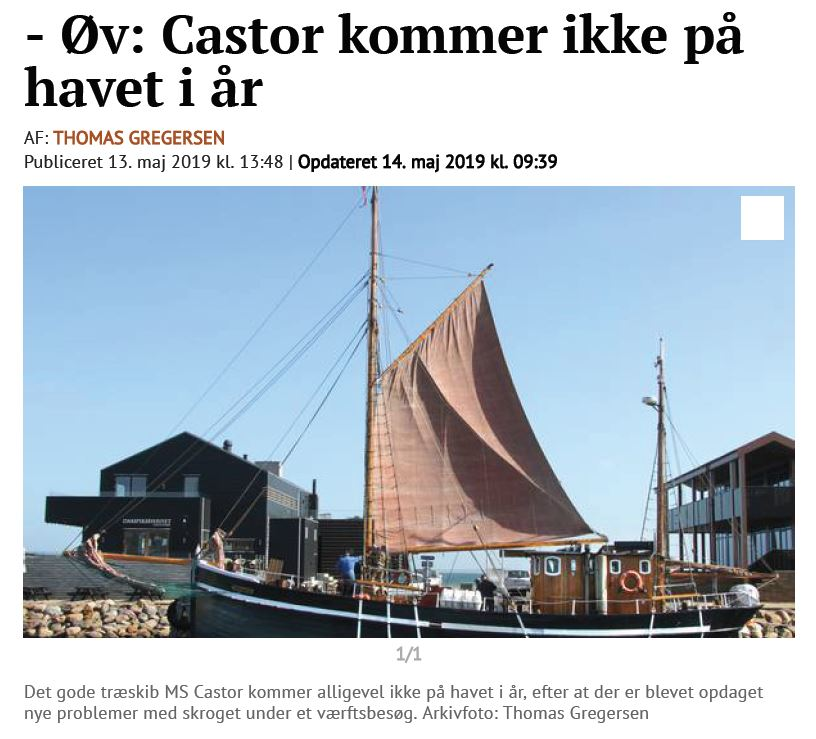 - Øv: Castor kommer ikke på
havet i år
AF: THOMAS GREGERSEN
Publiceret 13. maj 2019 kl. 13:48 | Opdateret 14. maj 2019 kl. 09:39
1/1
Det gode træskib MS Castor kommer alligevel ikke på havet i år, efter at der er blevet opdaget
nye problemer med skroget under et værftsbesøg. Arkivfoto: Thomas Gregersen